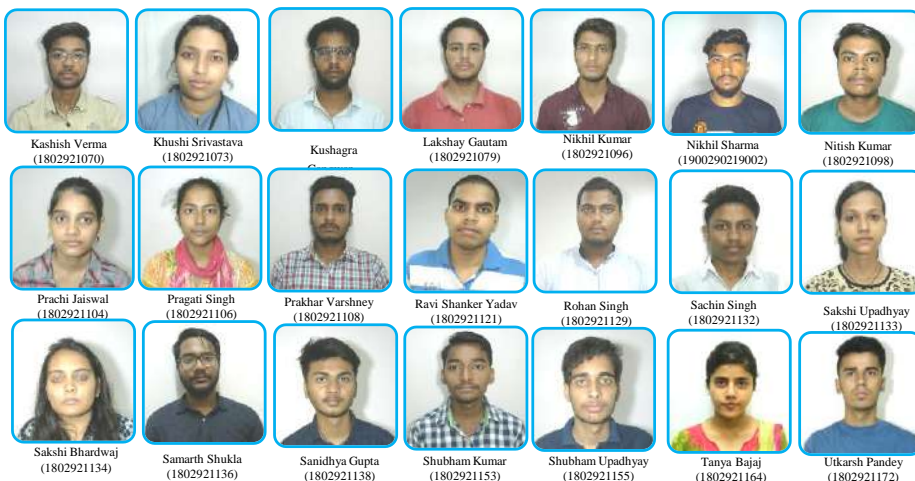 Kashish Verma
(1802921070)
Khushi Srivastava
(1802921073)
Kushagra
Lakshay Gautam
(1802921079)
Nikhil Kumar
(1802921096)
Nikhil Sharma
(1900290219002)
Nitish Kumar
(1802921098)
Prachi Jaiswal
(1802921104)
Pragati Singh
(1802921106)
Prakhar Varshney
(1802921108)
Ravi Shanker Yadav
(1802921121)
Rohan Singh
(1802921129)
Sachin Singh
(1802921132)
Sakshi Upadhyay
(1802921133)
Sakshi Bhardwaj
(1802921134)
Samarth Shukla
(1802921136)
Sanidhya Gupta
(1802921138)
Shubham Kumar
(1802921153)
Shubham Upadhyay
(1802921155)
Tanya Bajaj
(1802921164)
Utkarsh Pandey
(1802921172)